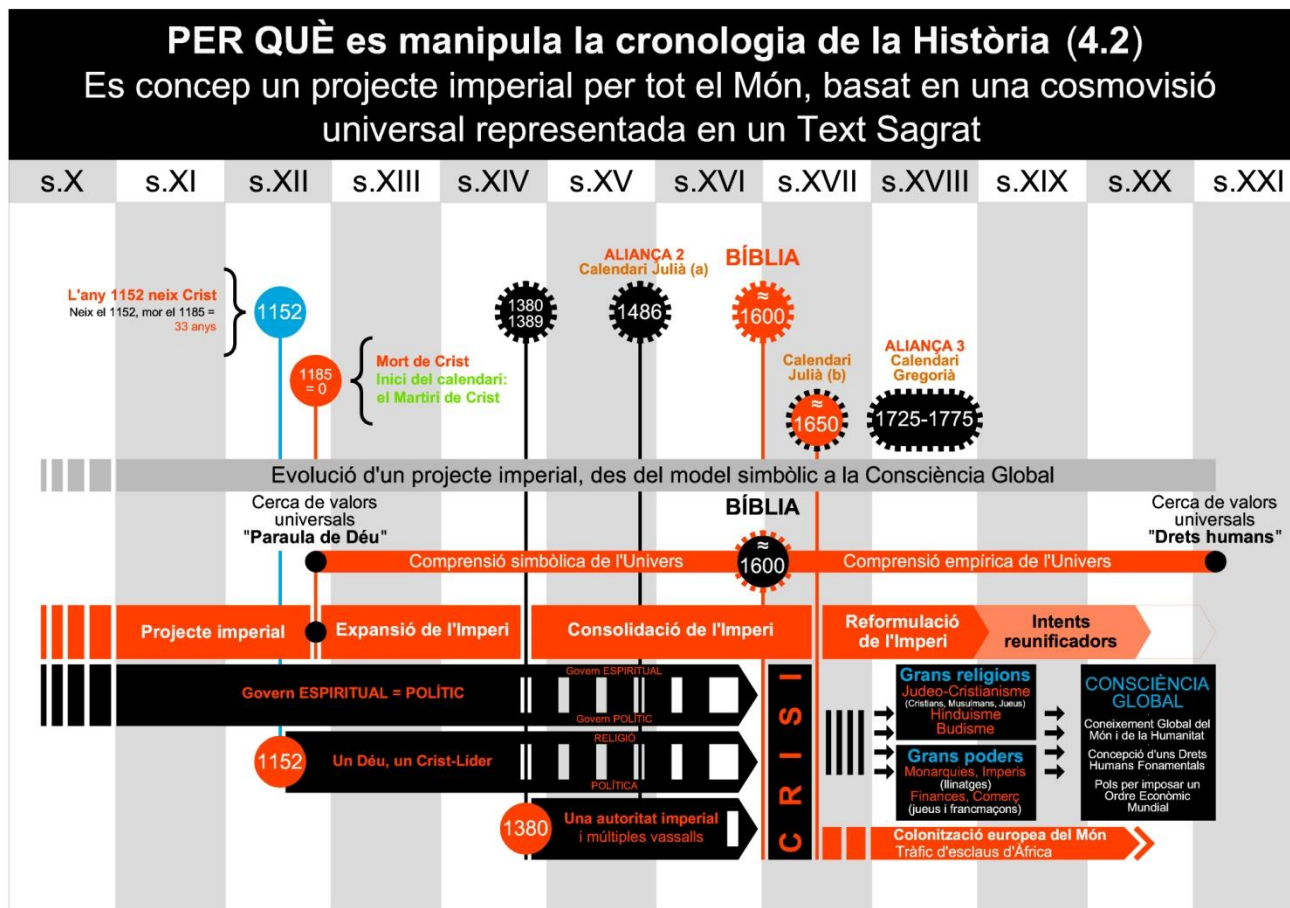 PER QUÈ es manipula la cronologia de la Història (4.2)
Es concep un projecte imperial per tot el Món, basat en una cosmovisió
universal representada en un Text Sagrat
s.X s.XI s.XII s.XIII s.XIV s.XV s.XVI s.XVII s.XVIII s.XIX s.XX s.XXI
L'any 1152 neix Crist
Neix el 1152, mor el 1185 =
33 anys
1152
1185
= 0
Mort de Crist
Inici del calendari:
el Martiri de Crist
1380
1389
ALIANÇA 2
Calendari Julià (a)
1486
BÍBLIA
≈
1600
Calendari
Julià (b)
≈
1650
ALIANÇA 3
Calendari
Gregorià
1725-1775
Evolució d'un projecte imperial, des del model simbòlic a la Consciència Global
Cerca de valors
universals
"Paraula de Déu"
BÍBLIA
≈
1600
Cerca de valors
universals
"Drets humans"
Comprensió simbòlica de l'Univers
Comprensió empírica de l'Univers
Projecte imperial
Expansió de l'Imperi
Consolidació de l'Imperi
Reformulació
de l'Imperi
Intents
reunificadors
Govern ESPIRITUAL = POLÍTIC
Govern ESPIRITUAL
Govern POLÍTIC
1152
Un Déu, un Crist-Líder
RELIGIÓ
POLÍTICA
1380
Una autoritat imperial
i múltiples vassalls
CRISI
Grans religions
Judeo-Cristianisme
(Cristians, Musulmans, Jueus)
Hinduisme
Budisme
Grans poders
Monarquies, Imperis
(llinatges)
Finances, Comerç
(jueus i francmaçons)
CONSCIÈNCIA
GLOBAL
Coneixement Global del
Món i de la Humanitat
Concepció d'uns Drets
Humans Fonamentals
Pols per imposar un
Ordre Econòmic
Mundial
Colonització europea del Món
Tràfic d'esclaus d'Àfrica